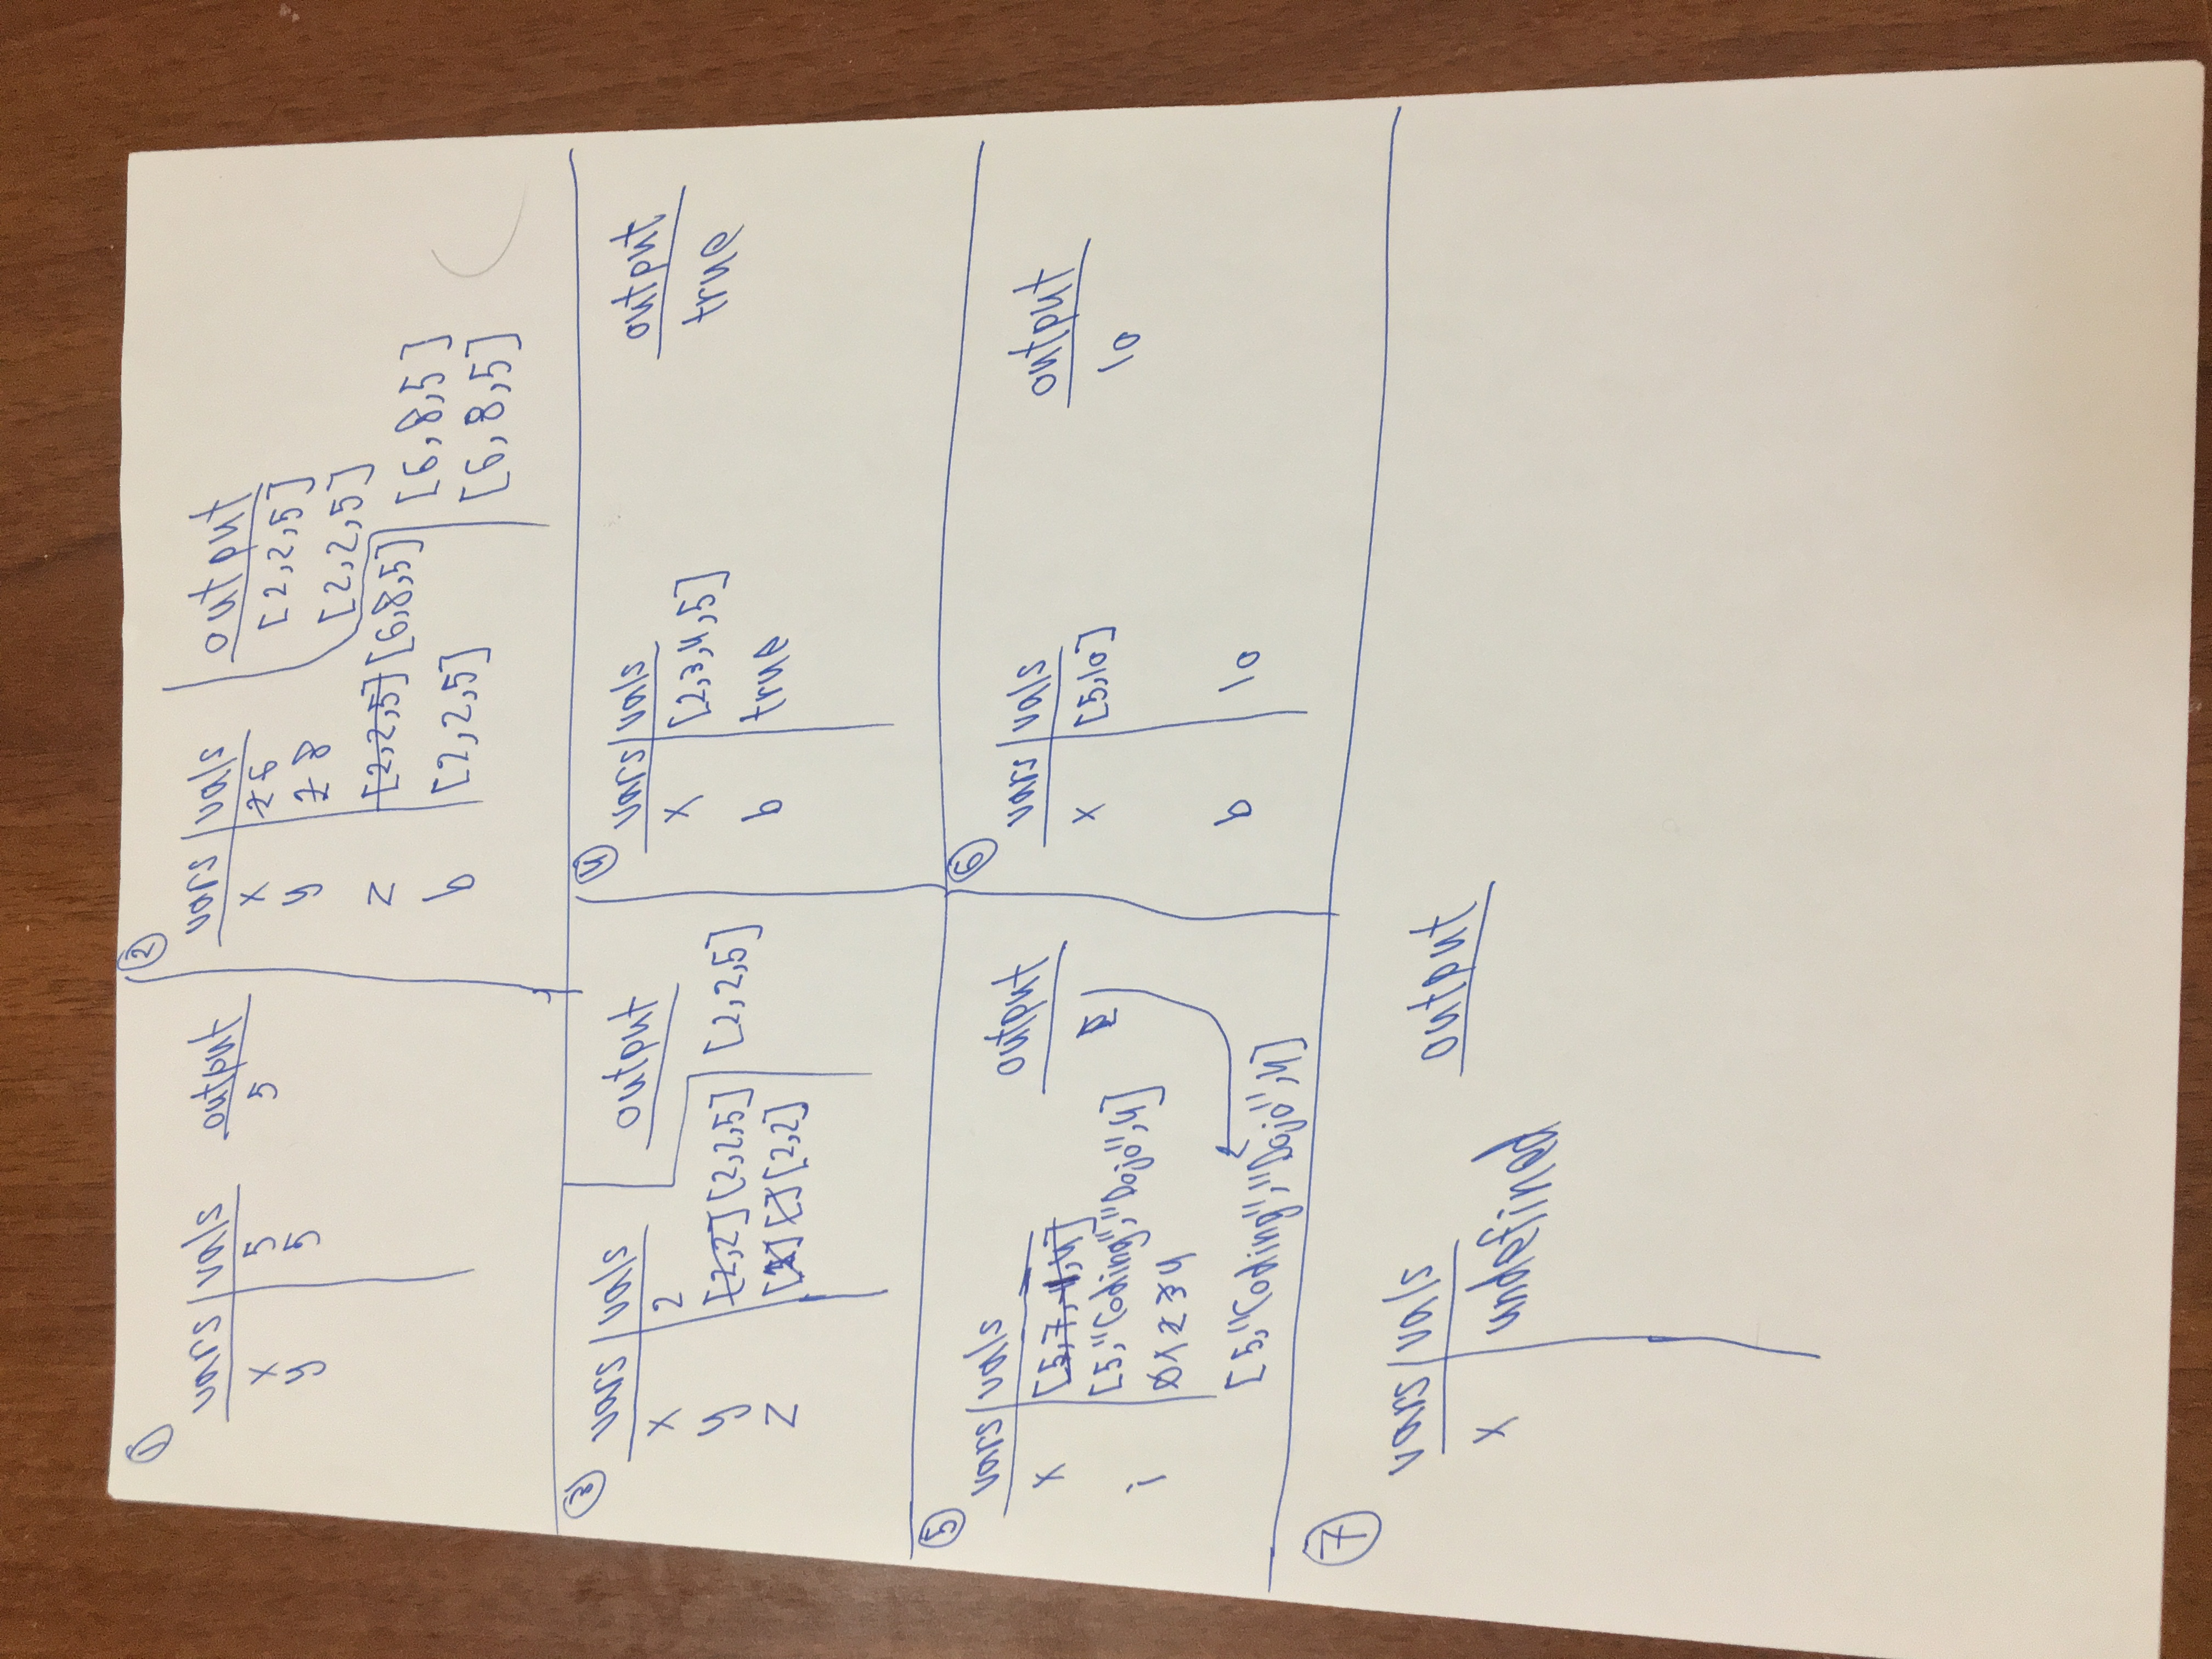 1
vars vals output
x 5 5
y 5
2
vars vals output
x 2 6 [2,2,5]
y 2 8 [2,2,5]
z [2,2,5] [6,8,5] [6,8,5]
b [2,2,5] [6,8,5]
3
vars vals output
x 2
y [2,2] [2,2,5] [2,2,5]
z [2,2]
4
vars vals output
x [2,3,4,5] true
b true
5
vars vals output
x [5,7,4,4]
[5,"Coding","Dojo",4]
i 0 1 2 3 4
[5,"Coding","Dojo",4]
6
vars vals output
x [5,10] 10
b 10
7
vars vals output
x undefined